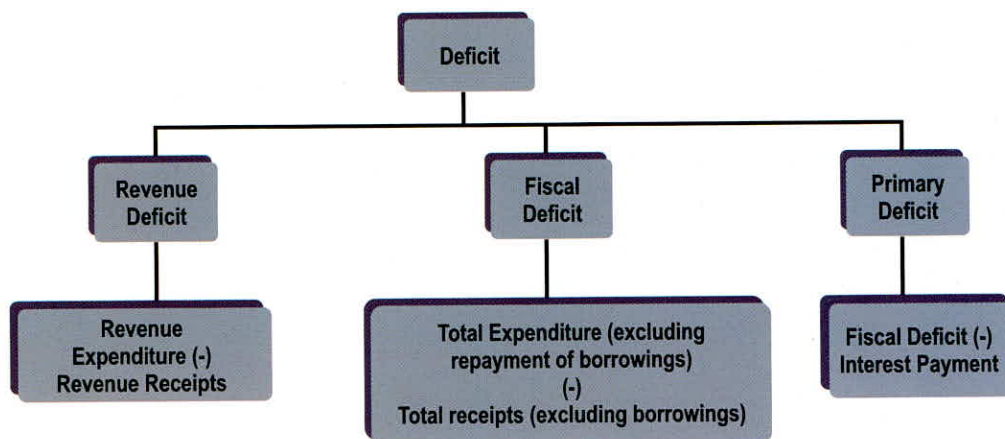 Deficit
Revenue
Deficit
Fiscal
Deficit
Primary
Deficit
Revenue
Expenditure (-)
Revenue Receipts
Total Expenditure (excluding
repayment of borrowings)
(-)
Total receipts (excluding borrowings)
Fiscal Deficit (-)
Interest Payment